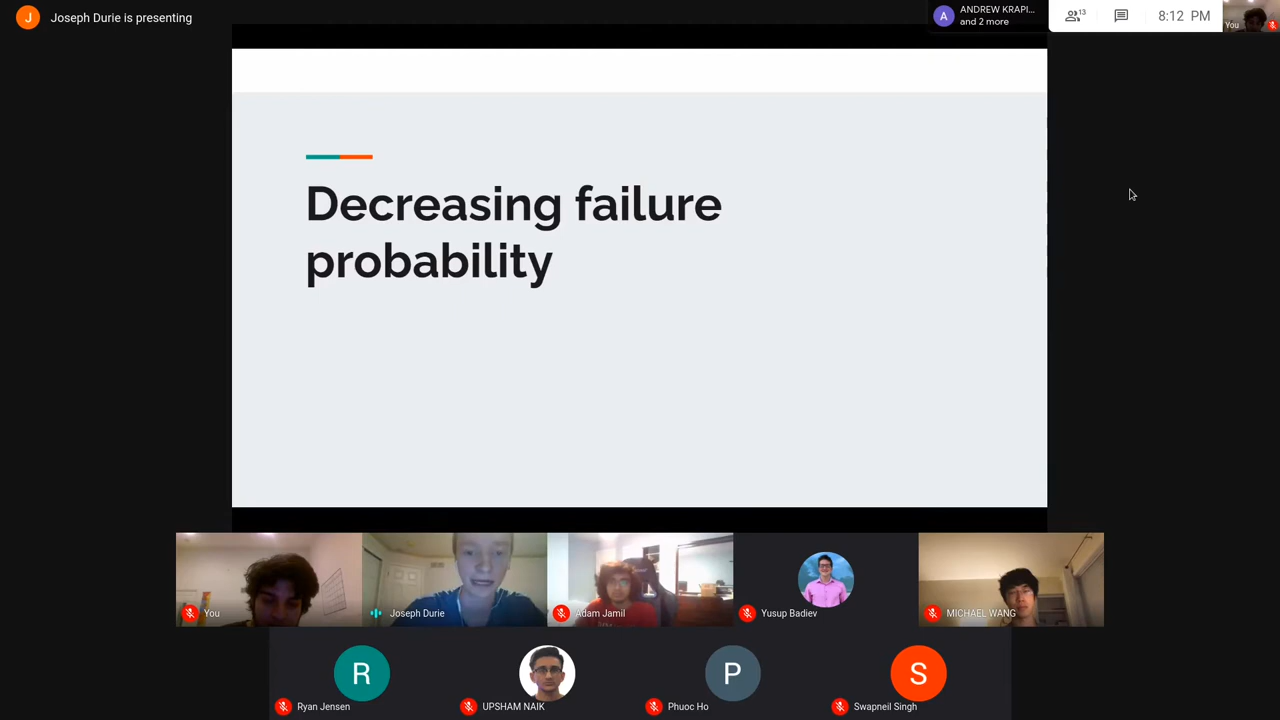 J
Joseph Durie is presenting
A
ANDREW KRAPI...
and 2 more
13
8:12 PM
You
Decreasing failure
probability
You
Joseph Durie
Adam Jamil
Yusup Badiev
MICHAEL WANG
R
P
S
Ryan Jensen
UPSHAM NAIK
Phuoc Ho
Swapneil Singh